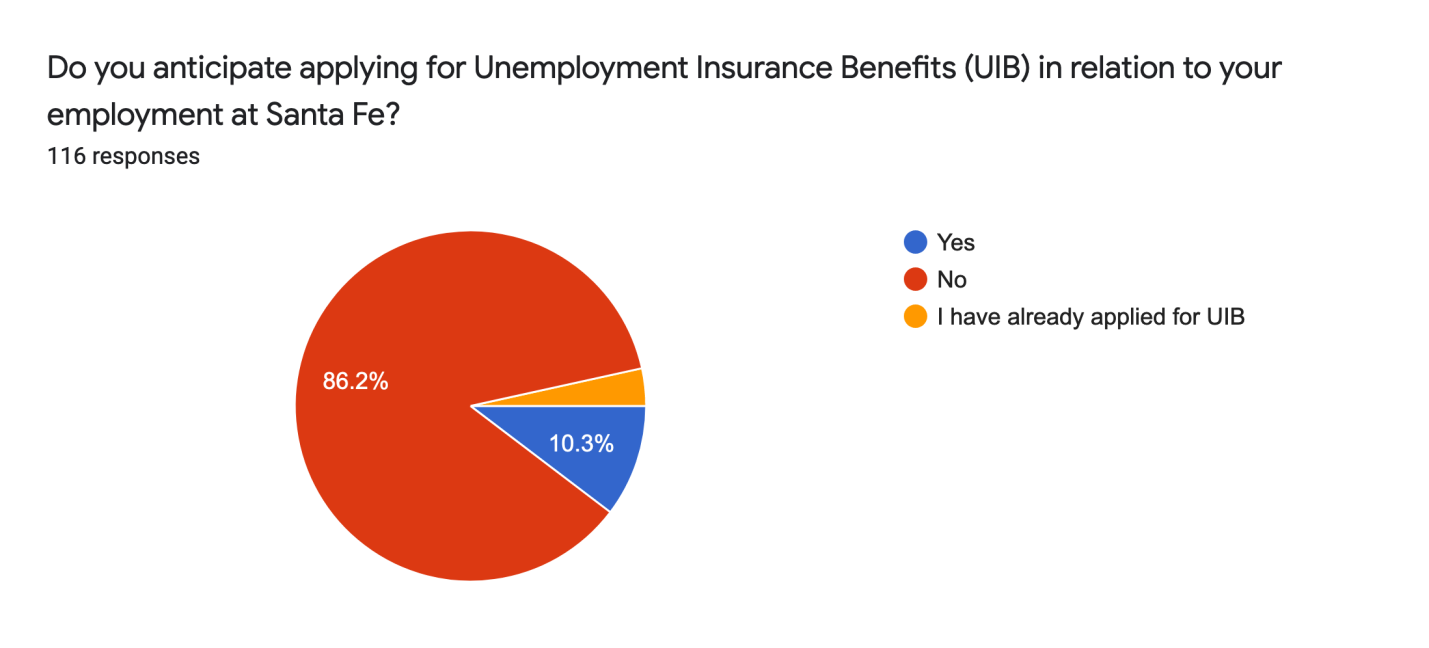 Do you anticipate applying for Unemployment Insurance Benefits (UIB) in relation to your
employment at Santa Fe?
116 responses
Yes
No
I have already applied for UIB
86.2%
10.3%